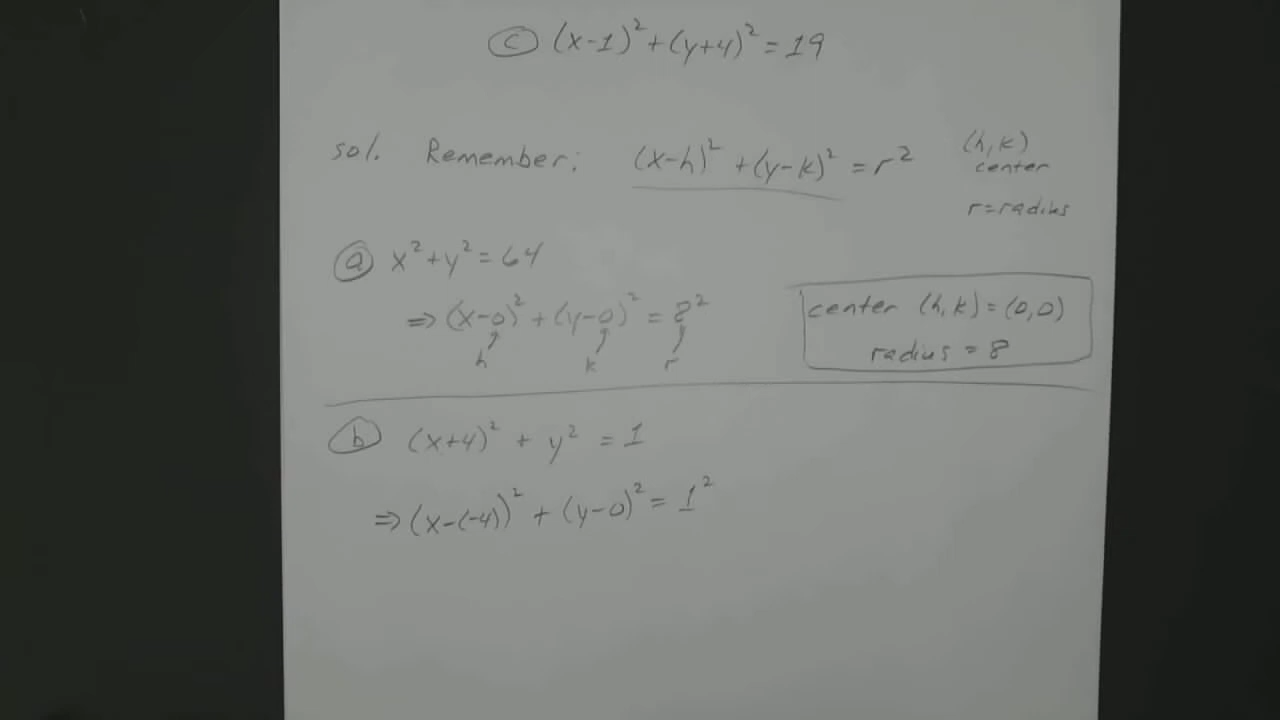 ⓒ (x-1)² + (y+4)² = 19
sol. Remember: (x-h)² + (y-k)² = r²
(h,k)
center
r=radius
ⓐ x² + y² = 64
⇒ (x-0)² + (y-0)² = 8²
h k r
center (h,k) = (0,0)
radius = 8
ⓑ (x+4)² + y² = 1
⇒ (x-(-4))² + (y-0)² = 1²